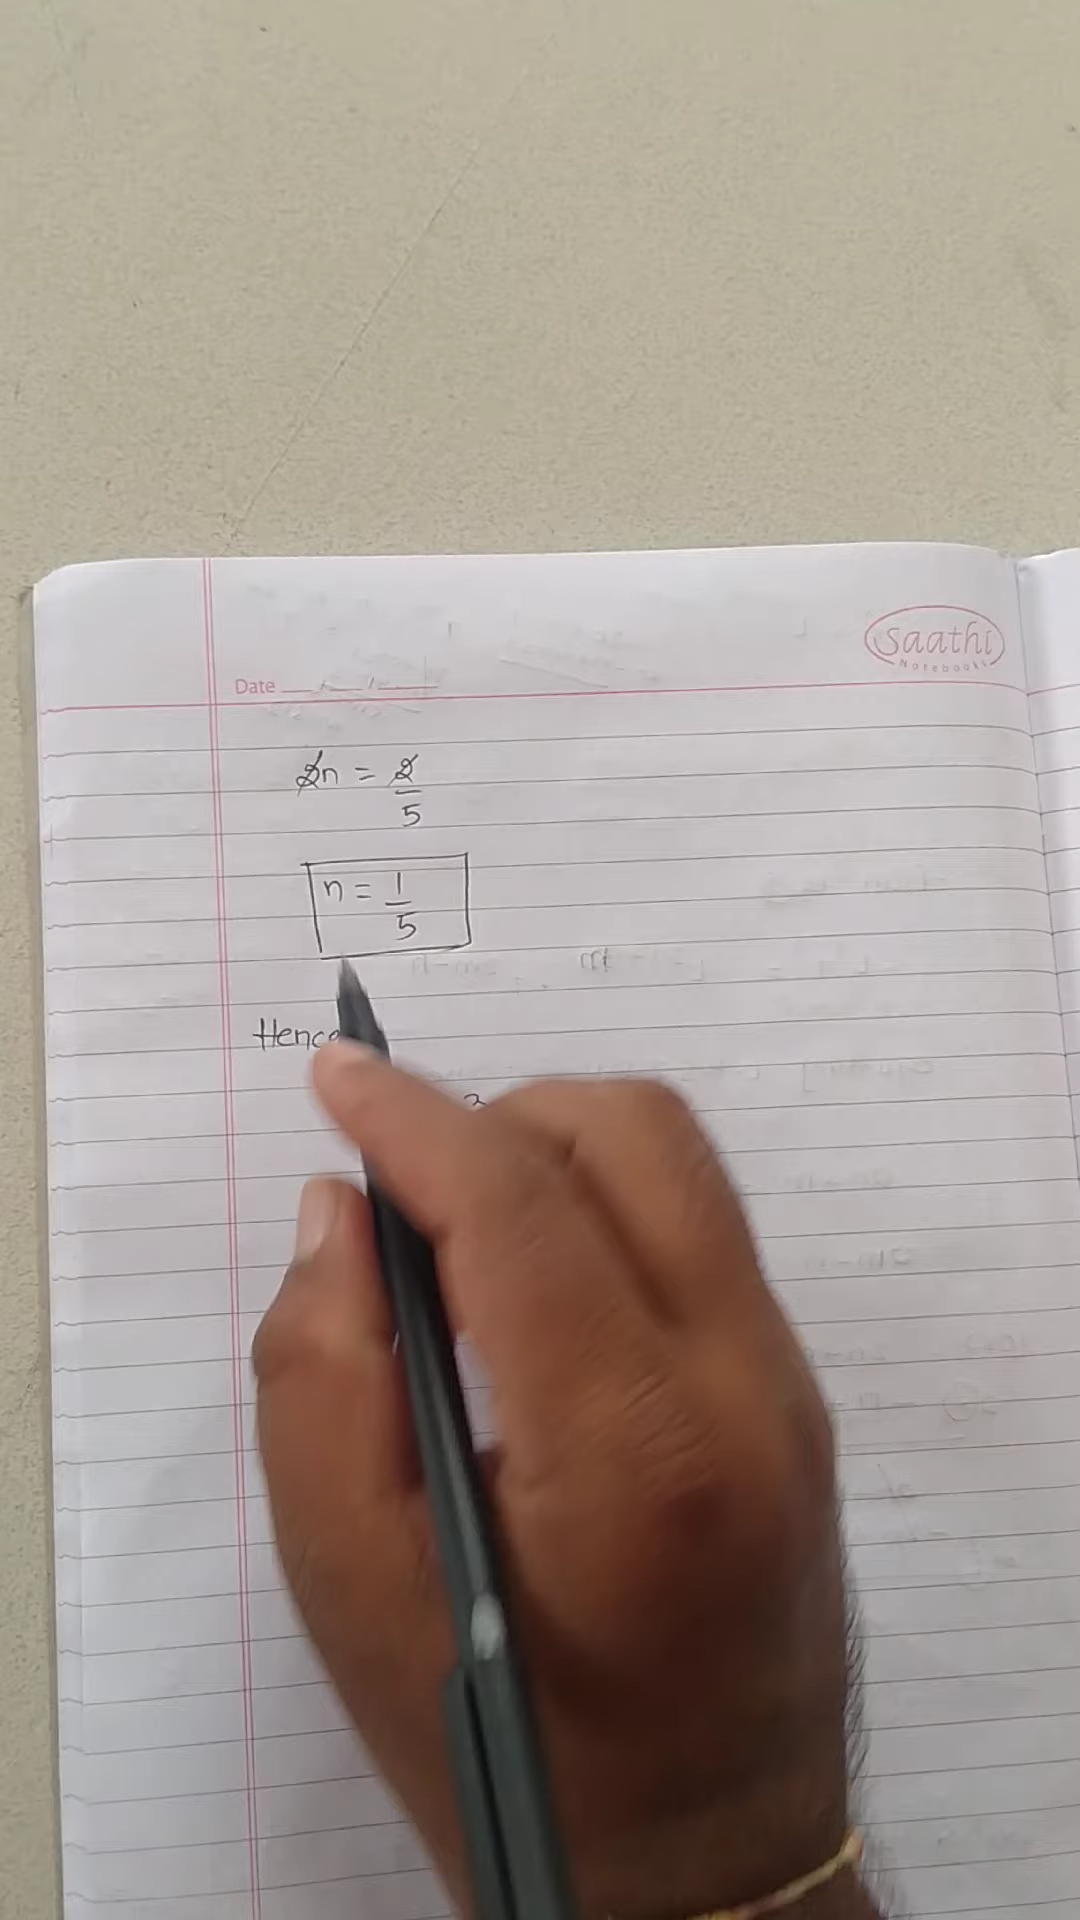 saathi
Notebooks
Date
2n = 2/5
n = 1/5
Hence